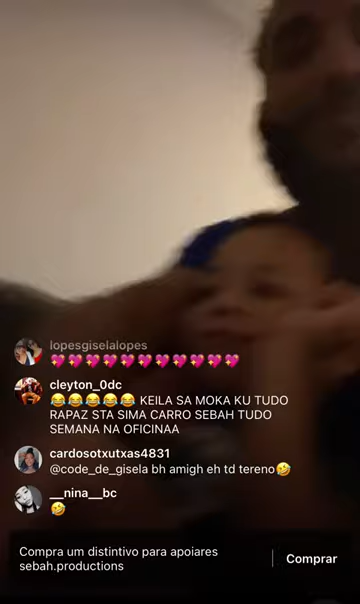 lopesgiselalopes
💖💖💖💖💖💖💖💖💖💖💖
cleyton_0dc
😂😂😂😂😂 KEILA SA MOKA KU TUDO
RAPAZ STA SIMA CARRO SEBAH TUDO
SEMANA NA OFICINAA
cardosotxutxas4831
@code_de_gisela bh amigh eh td tereno🤣
__nina__bc
🤣
Compra um distintivo para apoiares
sebah.productions
Comprar